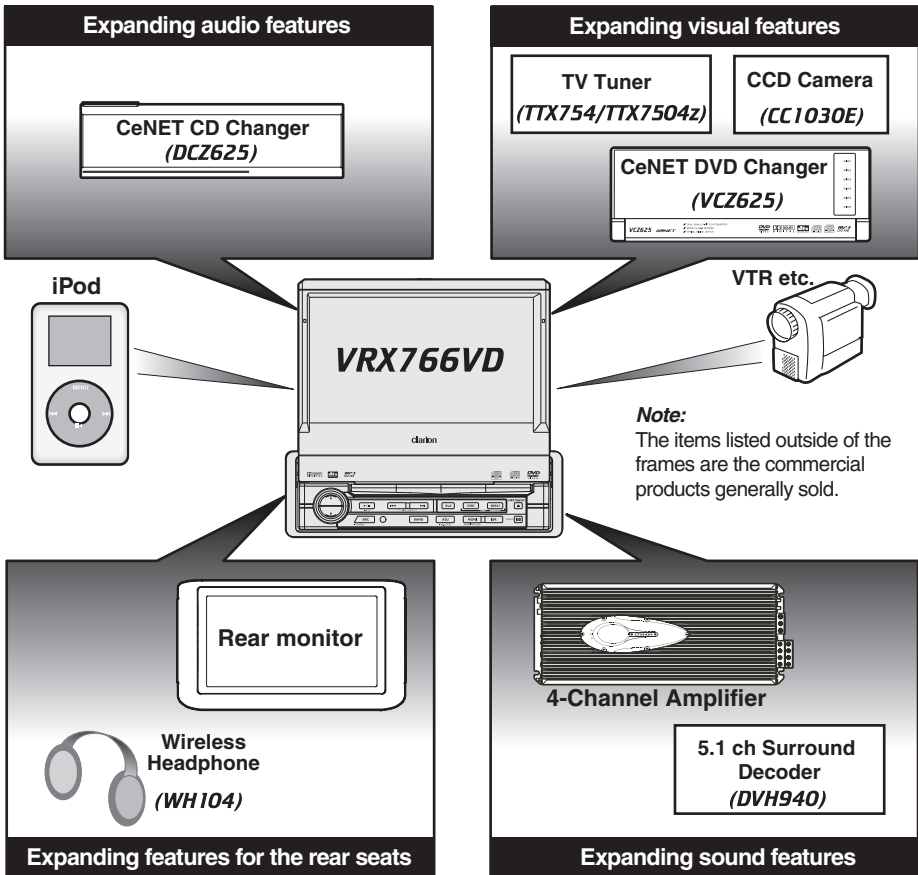 Expanding audio features
CeNET CD Changer
(DCZ625)
Expanding visual features
TV Tuner
(TTX754/TTX7504z)
CCD Camera
(CC1030E)
CeNET DVD Changer
(VCZ625)
VCZ625 CeNET
iPod
MENU
VRX766VD
clarion
VTR etc.
Note:
The items listed outside of the
frames are the commercial
products generally sold.
Rear monitor
Wireless
Headphone
(WH104)
Expanding features for the rear seats
4-Channel Amplifier
5.1 ch Surround
Decoder
(DVH940)
Expanding sound features